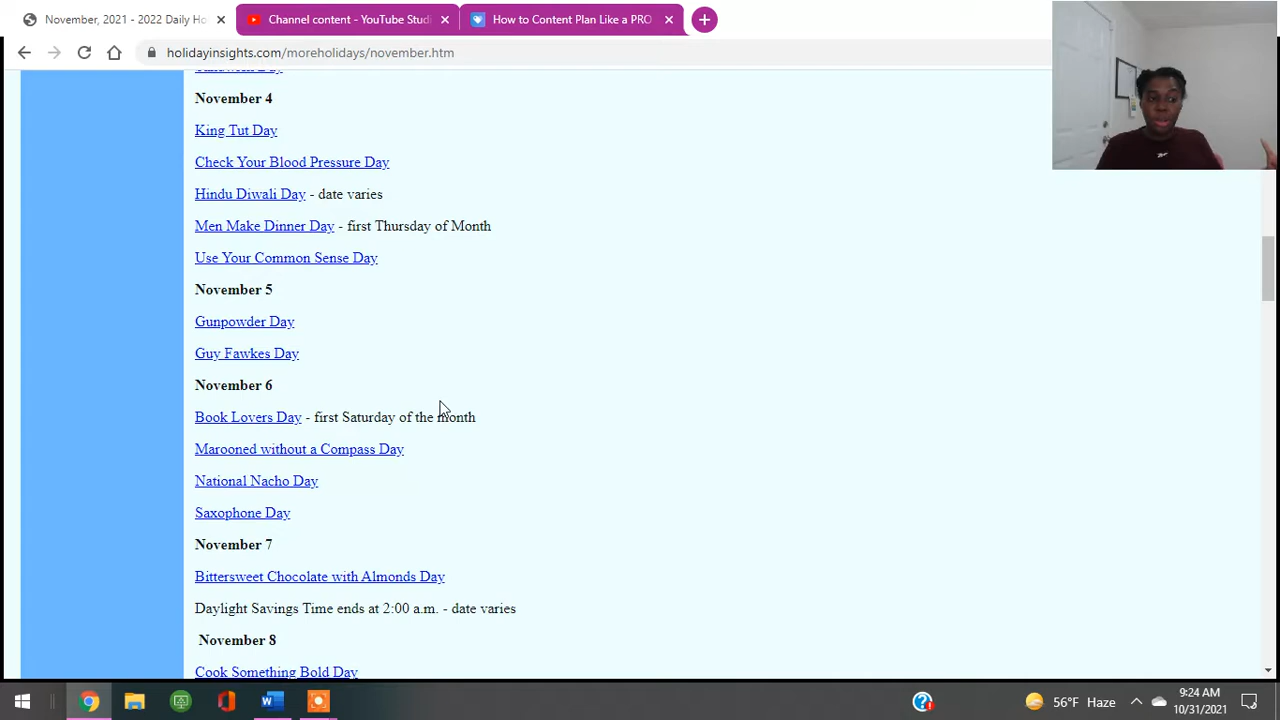 November, 2021 - 2022 Daily Ho
Channel content - YouTube Studi
How to Content Plan Like a PRO
holidayinsights.com/moreholidays/november.htm
November 4
King Tut Day
Check Your Blood Pressure Day
Hindu Diwali Day - date varies
Men Make Dinner Day - first Thursday of Month
Use Your Common Sense Day
November 5
Gunpowder Day
Guy Fawkes Day
November 6
Book Lovers Day - first Saturday of the month
Marooned without a Compass Day
National Nacho Day
Saxophone Day
November 7
Bittersweet Chocolate with Almonds Day
Daylight Savings Time ends at 2:00 a.m. - date varies
November 8
Cook Something Bold Day
56°F Haze
9:24 AM
10/31/2021